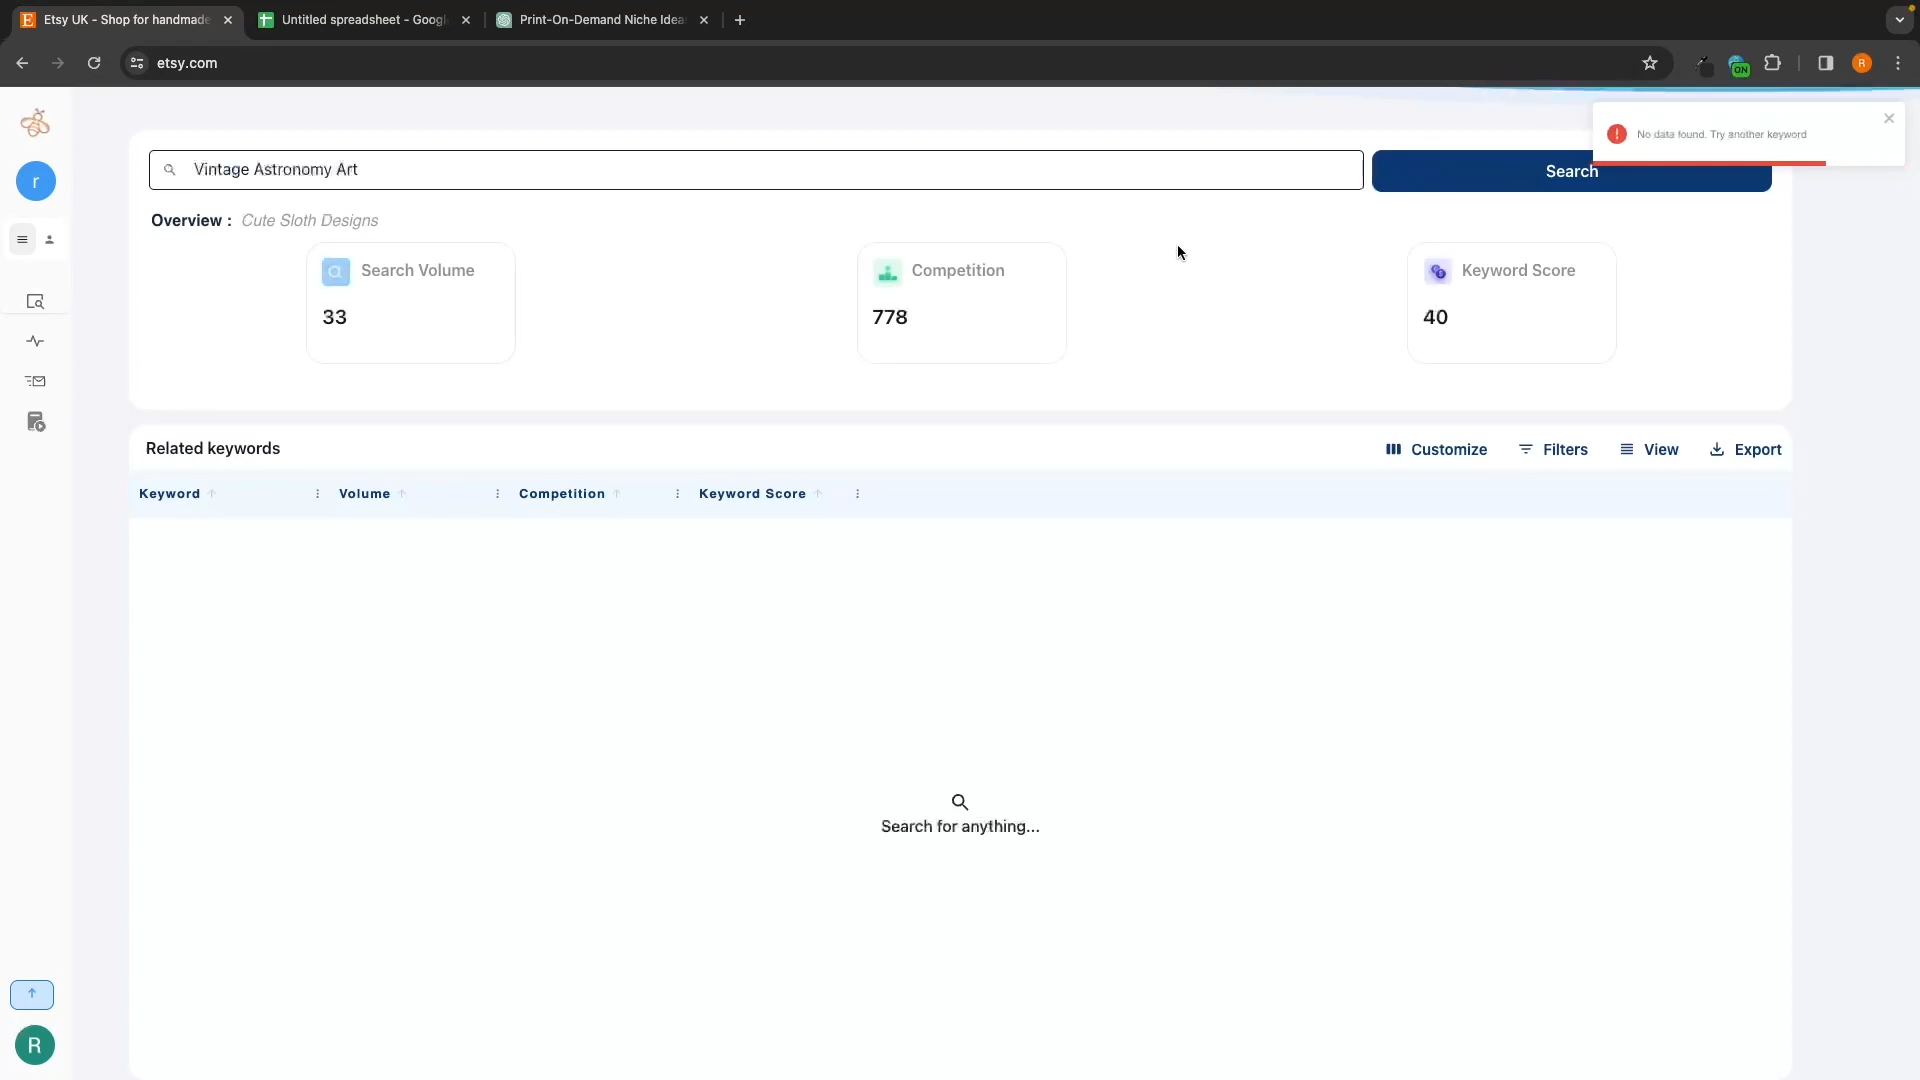 Etsy UK - Shop for handmade
Untitled spreadsheet - Googl
Print-On-Demand Niche Idea
etsy.com
ON
R
No data found. Try another keyword
Vintage Astronomy Art
Search
r
Overview : Cute Sloth Designs
Search Volume
33
Competition
778
Keyword Score
40
Related keywords
Customize
Filters
View
Export
Keyword
Volume
Competition
Keyword Score
Search for anything...
R